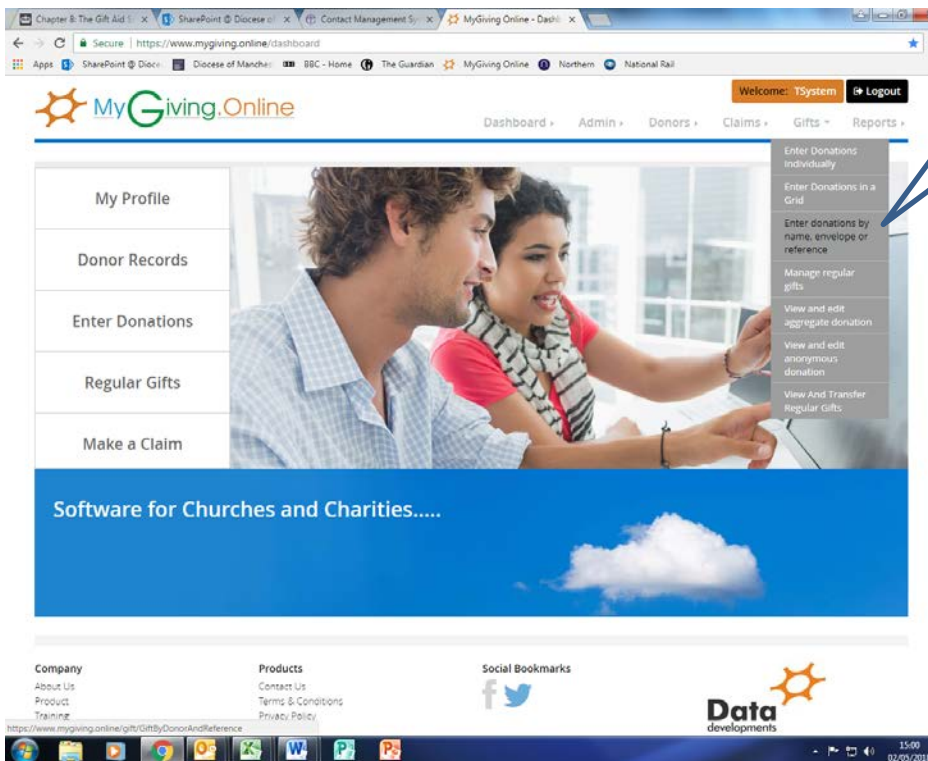 Chapter 8: The Gift Aid S
SharePoint @ Diocese of
Contact Management Sy
MyGiving Online - Dash
Secure | https://www.mygiving.online/dashboard
Apps SharePoint @ Dioce Diocese of Manches BBC - Home The Guardian MyGiving Online Northern National Rail
Welcome: TSystem Logout
MyGiving.Online
Dashboard Admin Donors Claims Gifts Reports
Enter Donations
Individually
Enter Donations in a
Grid
Enter donations by
name, envelope or
reference
Manage regular
gifts
View and edit
aggregate donation
View and edit
anonymous
donation
View And Transfer
Regular Gifts
My Profile
Donor Records
Enter Donations
Regular Gifts
Make a Claim
Software for Churches and Charities.....
Company
About Us
Product
Training
Products
Contact Us
Terms & Conditions
Privacy Policy
Social Bookmarks
Data
developments
https://www.mygiving.online/gift/GiftByDonorAndReference
15:00
02/05/201